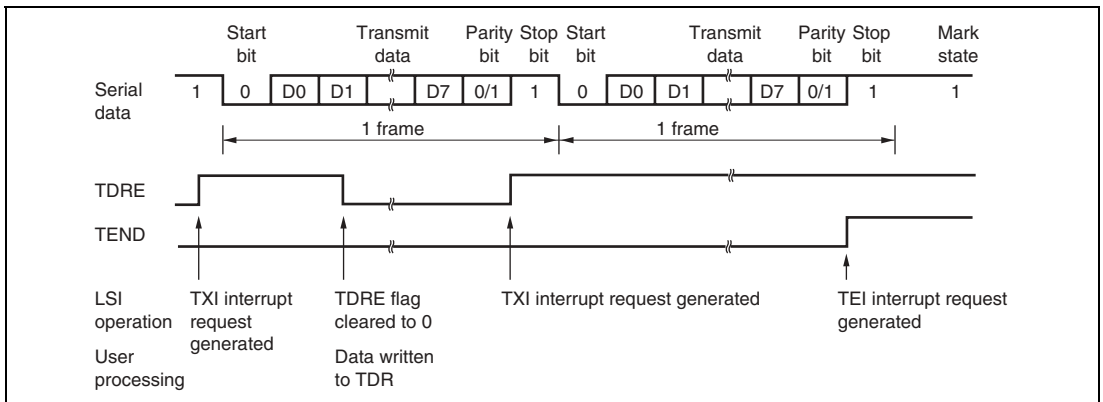 Start bit Transmit data Parity bit Stop bit Start bit Transmit data Parity bit Stop bit Mark state
Serial data 1 0 D0 D1 D7 0/1 1 0 D0 D1 D7 0/1 1 1
1 frame 1 frame
TDRE
TEND
LSI operation TXI interrupt request generated TDRE flag cleared to 0 TXI interrupt request generated TEI interrupt request generated
User processing Data written to TDR